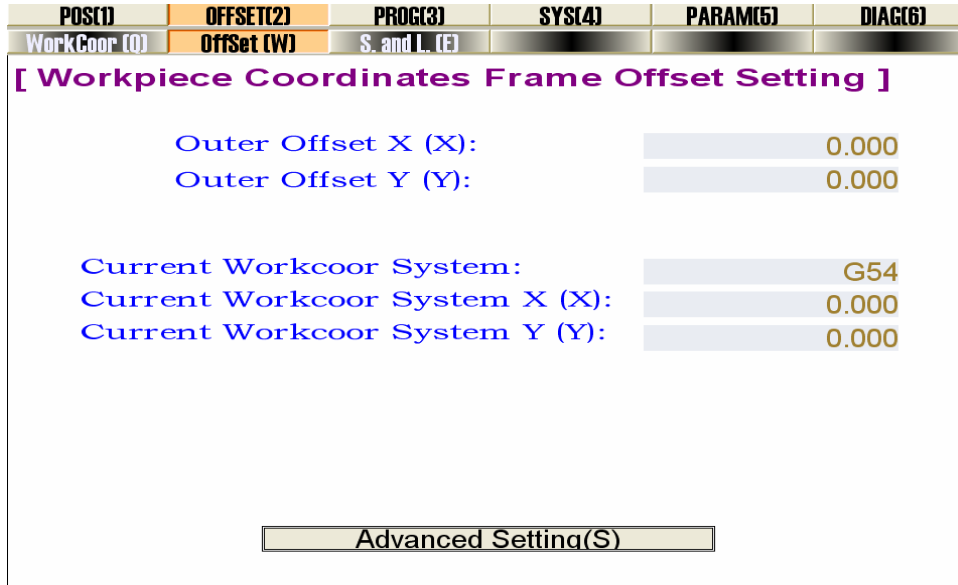 POS(1) OFFSET(2) PROG(3) SYS(4) PARAM(5) DIAG(6)
WorkCoor (Q) OffSet (W) S. and L. (E)
[ Workpiece Coordinates Frame Offset Setting ]
Outer Offset X (X): 0.000
Outer Offset Y (Y): 0.000
Current Workcoor System: G54
Current Workcoor System X (X): 0.000
Current Workcoor System Y (Y): 0.000
Advanced Setting(S)